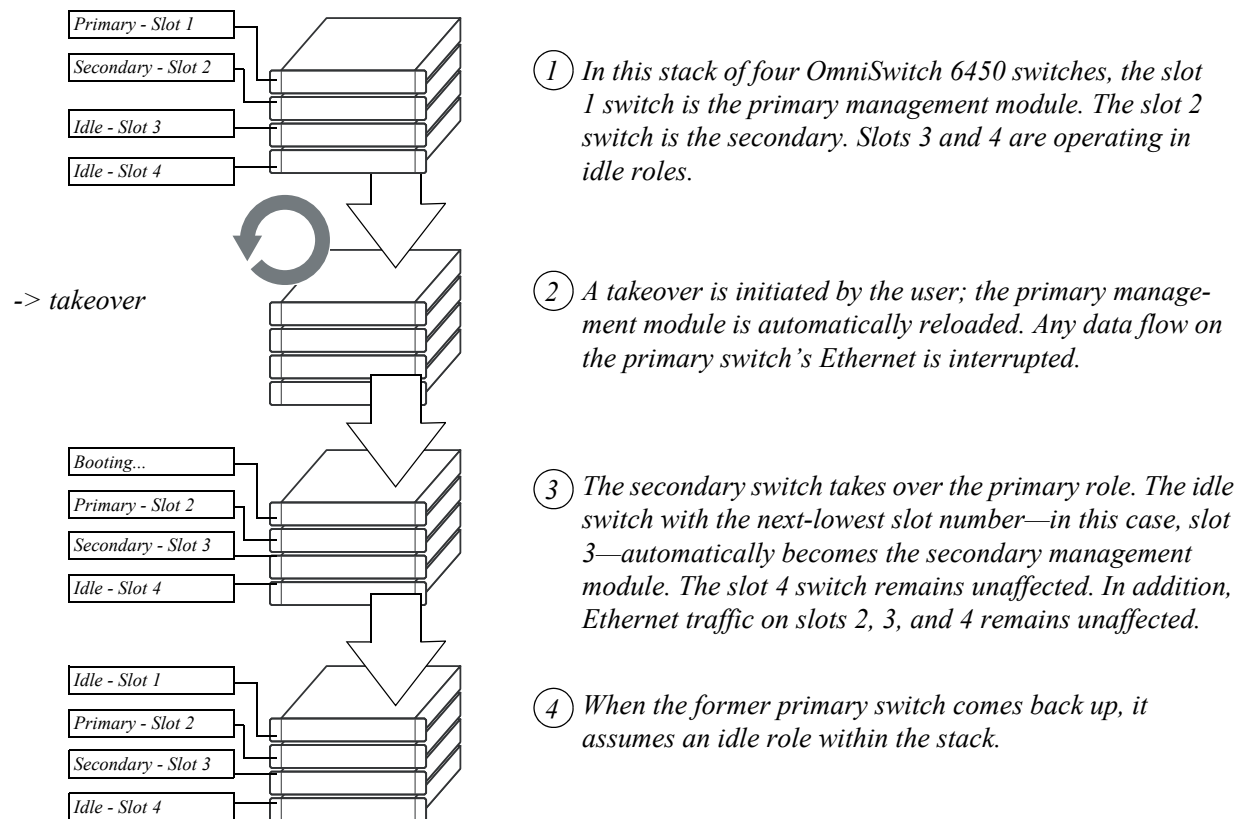 Primary - Slot 1
Secondary - Slot 2
Idle - Slot 3
Idle - Slot 4
1 In this stack of four OmniSwitch 6450 switches, the slot
1 switch is the primary management module. The slot 2
switch is the secondary. Slots 3 and 4 are operating in
idle roles.
-> takeover
2 A takeover is initiated by the user; the primary manage-
ment module is automatically reloaded. Any data flow on
the primary switch’s Ethernet is interrupted.
Booting...
Primary - Slot 2
Secondary - Slot 3
Idle - Slot 4
3 The secondary switch takes over the primary role. The idle
switch with the next-lowest slot number—in this case, slot
3—automatically becomes the secondary management
module. The slot 4 switch remains unaffected. In addition,
Ethernet traffic on slots 2, 3, and 4 remains unaffected.
Idle - Slot 1
Primary - Slot 2
Secondary - Slot 3
Idle - Slot 4
4 When the former primary switch comes back up, it
assumes an idle role within the stack.